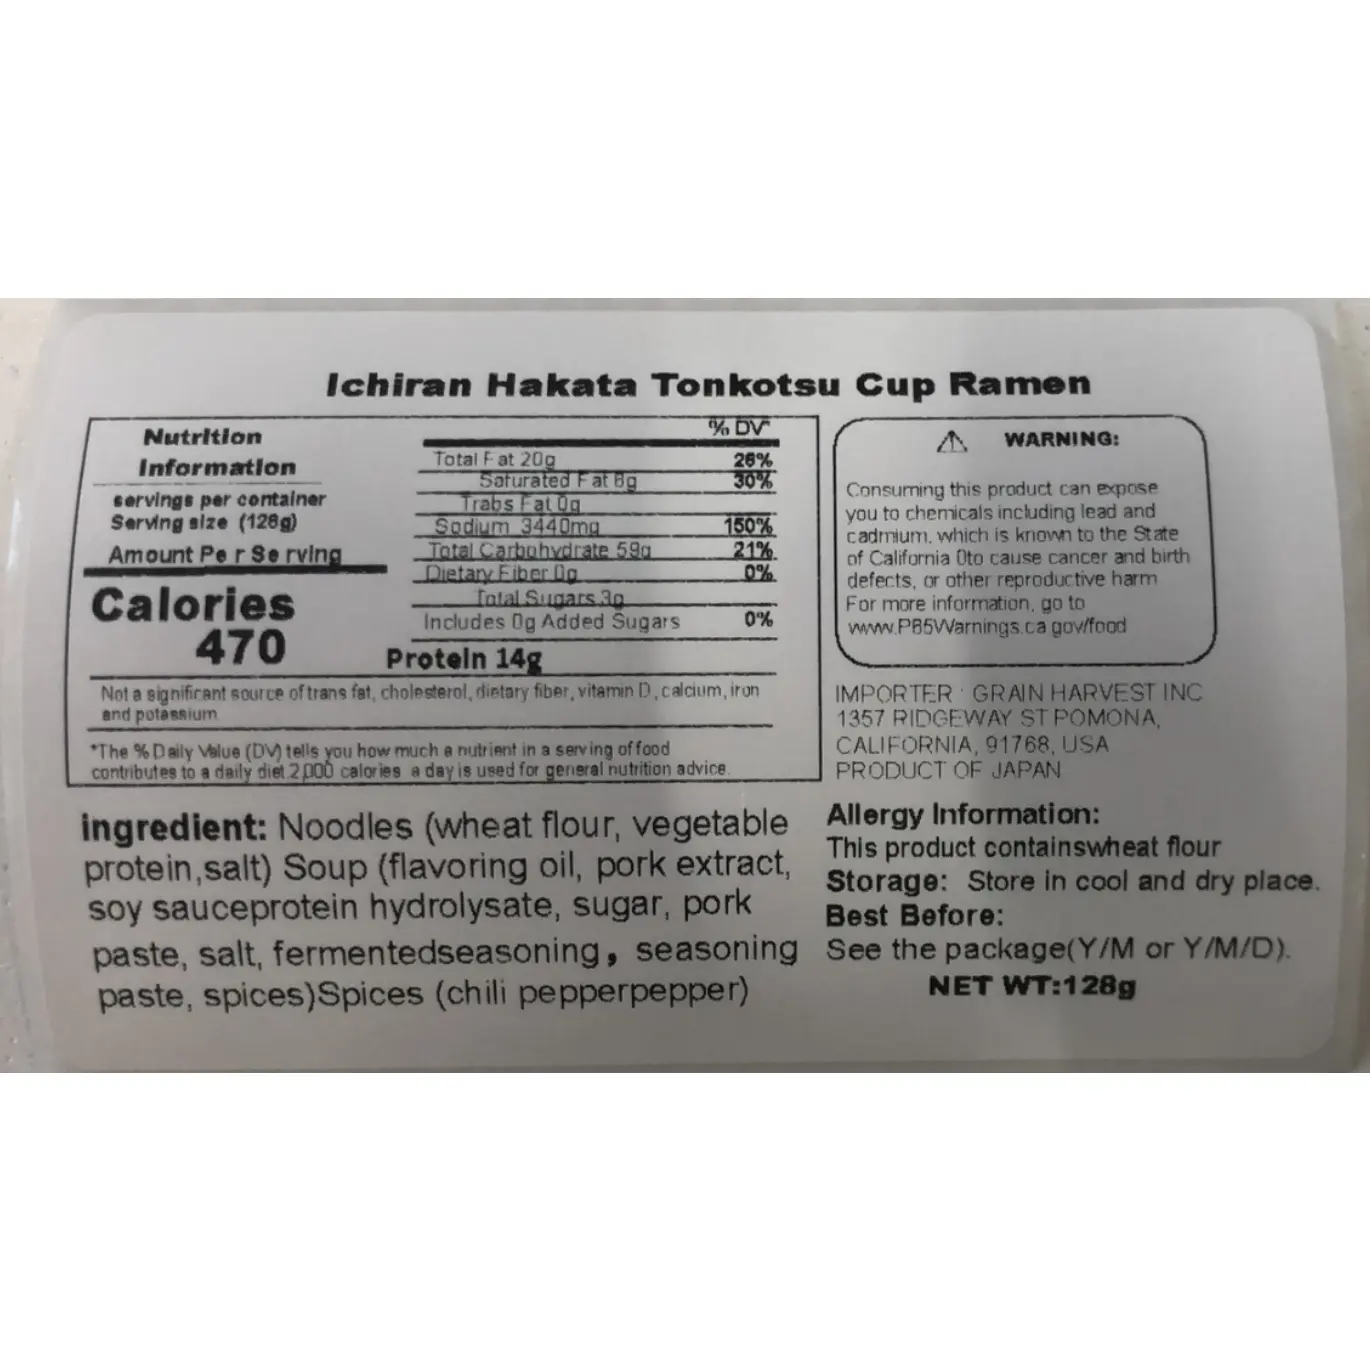 Ichiran Hakata Tonkotsu Cup Ramen
Nutrition
Information
servings per container
Serving size (128g)
Amount Pe r Se rving
Calories
470
% DV*
Total F at 20g 26%
Saturated F at 8g 30%
Trabs Fat 0g
Sodium 3440mg 150%
Total Carbohydrate 59g 21%
Dietary Fiber 0g 0%
Total Sugars 3g
Includes 0g Added Sugars 0%
Protein 14g
Not a significant source of trans fat, cholesterol, dietary fiber, vitamin D, calcium, iron
and potassium
*The % Daily Value (DV) tells you how much a nutrient in a serving of food
contributes to a daily diet 2,000 calories a day is used for general nutrition advice.
ingredient: Noodles (wheat flour, vegetable
protein,salt) Soup (flavoring oil, pork extract,
soy sauceprotein hydrolysate, sugar, pork
paste, salt, fermentedseasoning，seasoning
paste, spices)Spices (chili pepperpepper)
⚠ WARNING:
Consuming this product can expose
you to chemicals including lead and
cadmium, which is known to the State
of California 0to cause cancer and birth
defects, or other reproductive harm
For more information, go to
www.P65Warnings.ca gov/food
IMPORTER : GRAIN HARVEST INC
1357 RIDGEWAY ST POMONA,
CALIFORNIA, 91768, USA
PRODUCT OF JAPAN
Allergy Information:
This product containswheat flour
Storage: Store in cool and dry place.
Best Before:
See the package(Y/M or Y/M/D).
NET WT:128g